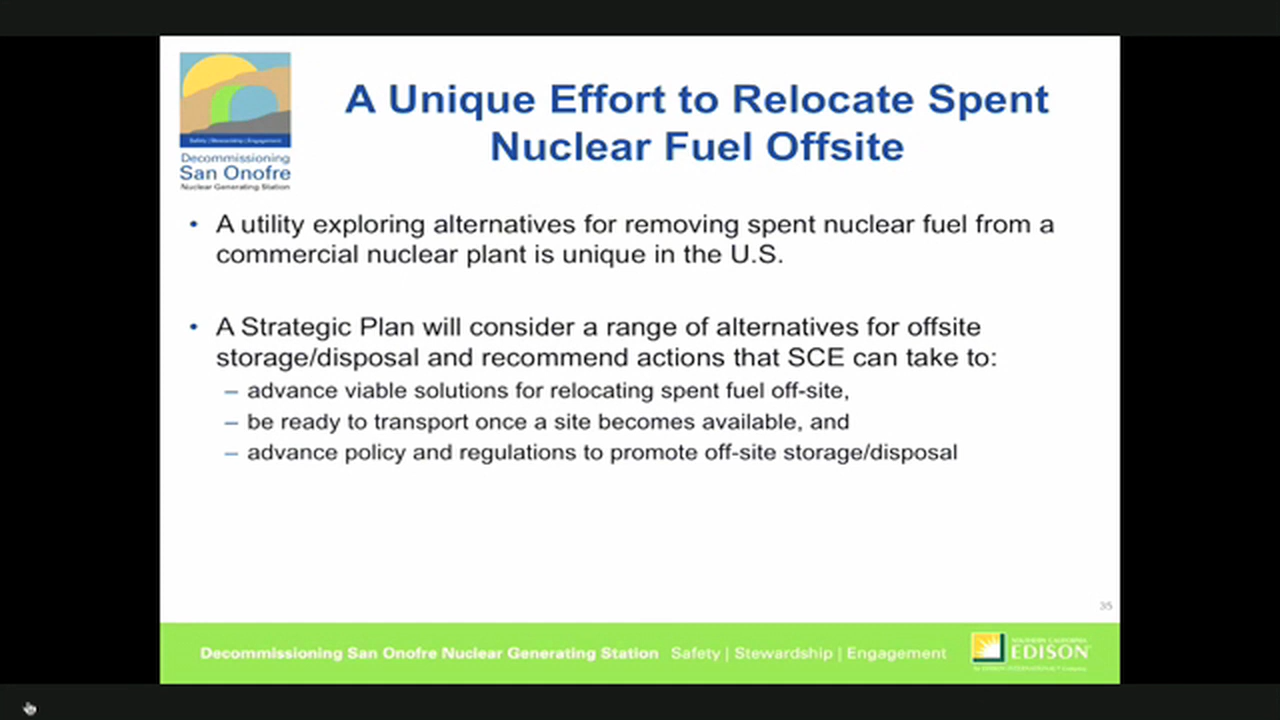 Safety | Stewardship | Engagement
Decommissioning
San Onofre
Nuclear Generating Station
A Unique Effort to Relocate Spent
Nuclear Fuel Offsite
• A utility exploring alternatives for removing spent nuclear fuel from a
commercial nuclear plant is unique in the U.S.
• A Strategic Plan will consider a range of alternatives for offsite
storage/disposal and recommend actions that SCE can take to:
– advance viable solutions for relocating spent fuel off-site,
– be ready to transport once a site becomes available, and
– advance policy and regulations to promote off-site storage/disposal
35
Decommissioning San Onofre Nuclear Generating Station Safety | Stewardship | Engagement
SOUTHERN CALIFORNIA
EDISON
An EDISON INTERNATIONAL® Company